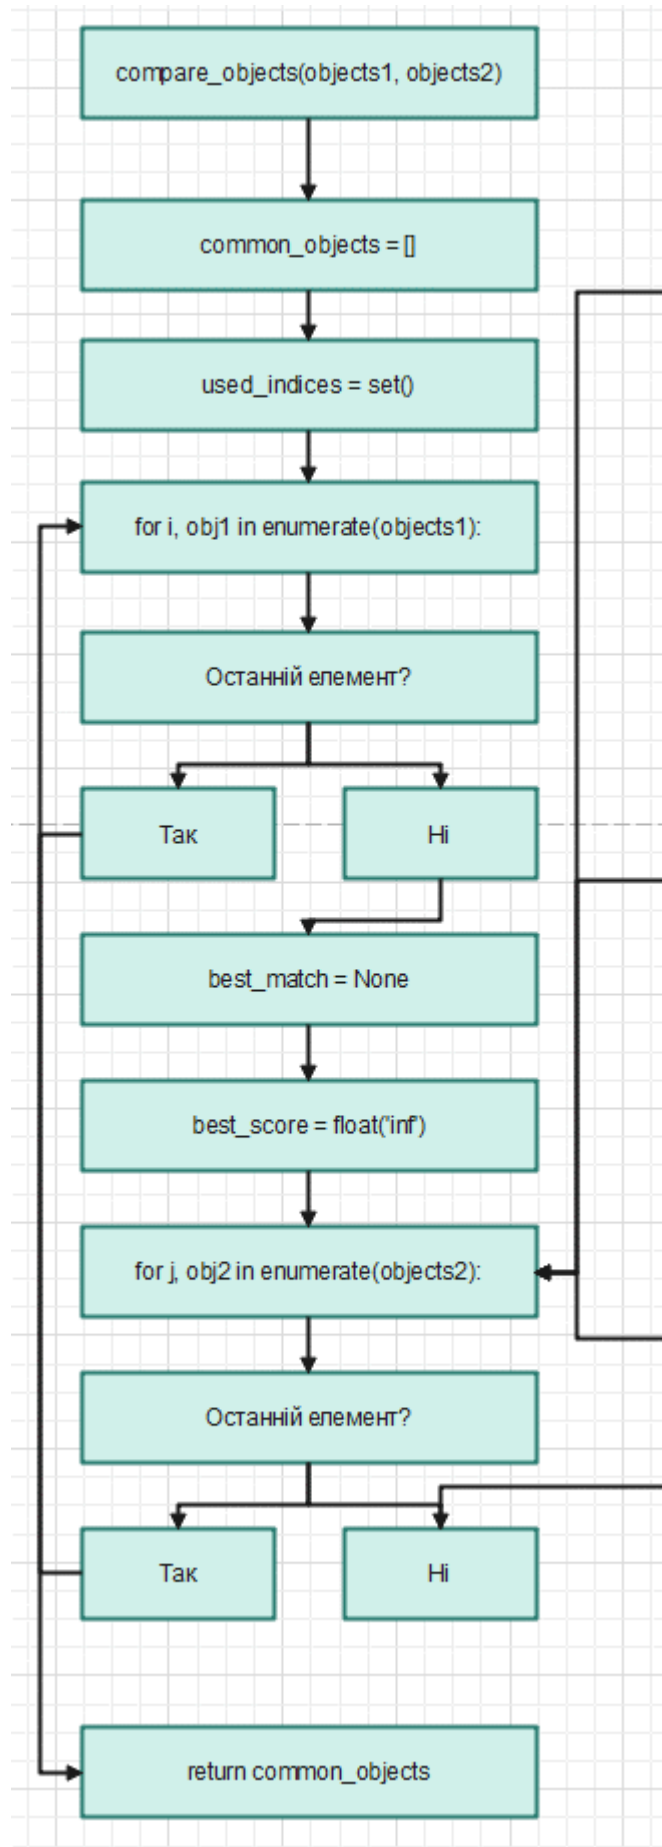 compare_objects(objects1, objects2)
common_objects = []
used_indices = set()
for i, obj1 in enumerate(objects1):
Останній елемент?
Так
Ні
best_match = None
best_score = float('inf')
for j, obj2 in enumerate(objects2):
Останній елемент?
Так
Ні
return common_objects